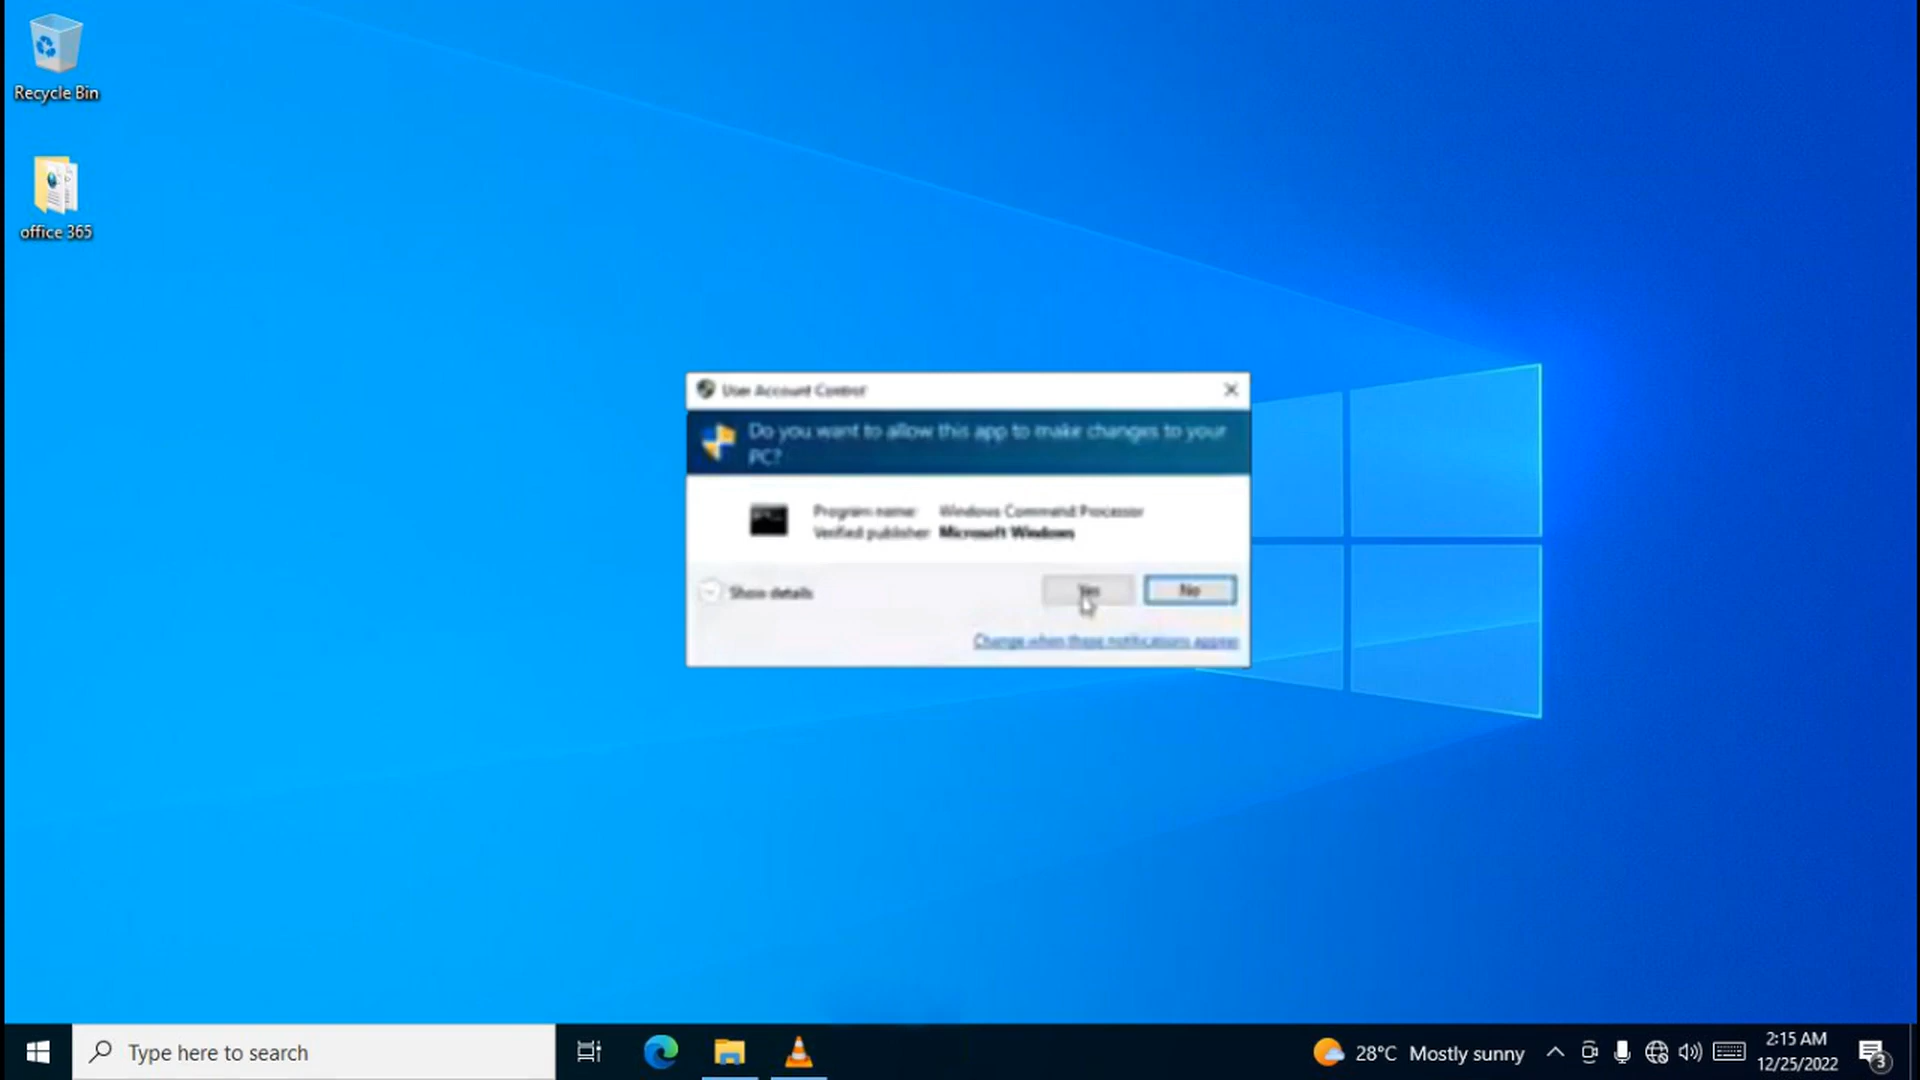 Recycle Bin
office 365
User Account Control
Do you want to allow this app to make changes to your
PC?
Program name: Windows Command Processor
Verified publisher: Microsoft Windows
Show details
Yes
No
Change when these notifications appear
Type here to search
28°C Mostly sunny
2:15 AM
12/25/2022
3